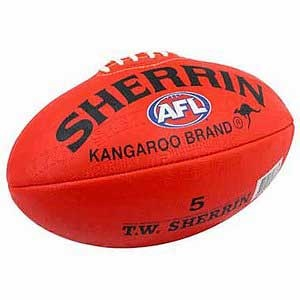 SHERRIN
AFL
KANGAROO BRAND®
5
T.W. SHERRIN